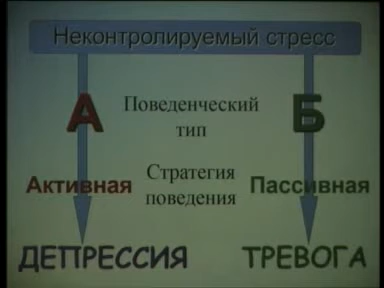 Неконтролируемый стресс
А Поведенческий Б
тип
Активная Стратегия Пассивная
поведения
ДЕПРЕССИЯ ТРЕВОГА